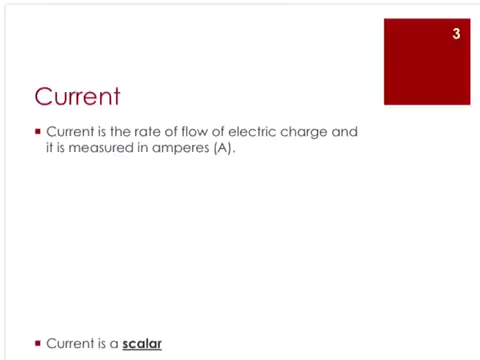 3
Current
▪ Current is the rate of flow of electric charge and
it is measured in amperes (A).
▪ Current is a scalar